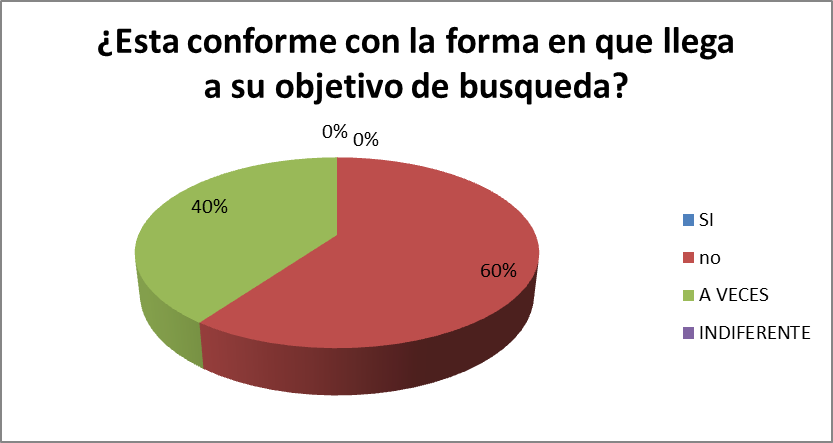 ¿Esta conforme con la forma en que llega
a su objetivo de busqueda?
0%
0%
40%
60%
SI
no
A VECES
INDIFERENTE